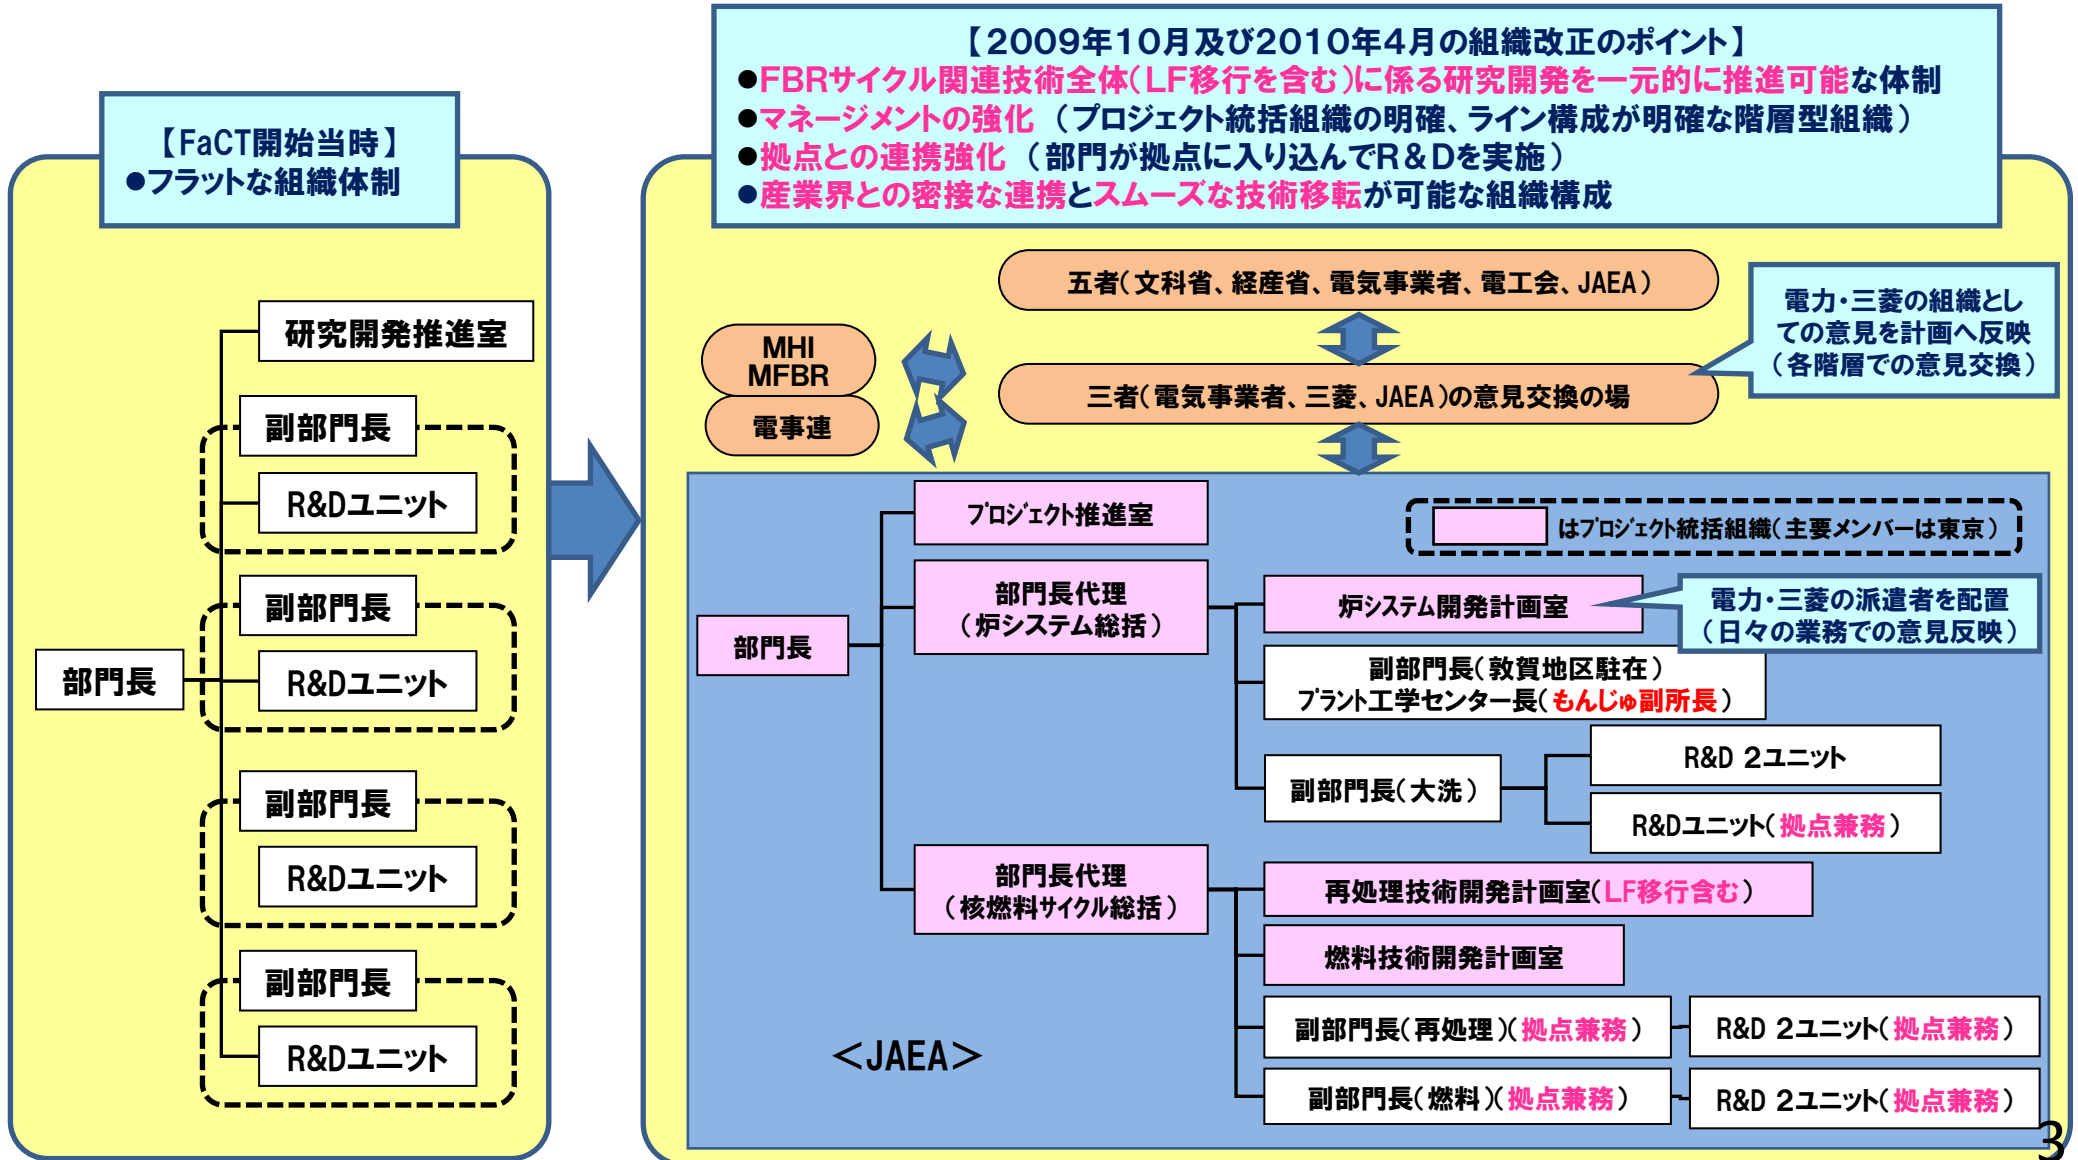 【FaCT開始当時】
●フラットな組織体制
研究開発推進室
副部門長
R&Dユニット
副部門長
R&Dユニット
部門長
副部門長
R&Dユニット
副部門長
R&Dユニット
【2009年10月及び2010年4月の組織改正のポイント】
●FBRサイクル関連技術全体(LF移行を含む)に係る研究開発を一元的に推進可能な体制
●マネージメントの強化 (プロジェクト統括組織の明確、ライン構成が明確な階層型組織)
●拠点との連携強化 (部門が拠点に入り込んでR&Dを実施)
●産業界との密接な連携とスムーズな技術移転が可能な組織構成
五者(文科省、経産省、電気事業者、電工会、JAEA)
電力・三菱の組織とし
ての意見を計画へ反映
(各階層での意見交換)
MHI
MFBR
電事連
三者(電気事業者、三菱、JAEA)の意見交換の場
プロジェクト推進室
はプロジェクト統括組織(主要メンバーは東京)
部門長
部門長代理
(炉システム総括)
炉システム開発計画室
電力・三菱の派遣者を配置
(日々の業務での意見反映)
副部門長(敦賀地区駐在)
プラント工学センター長(もんじゅ副所長)
副部門長(大洗)
R&D 2ユニット
R&Dユニット(拠点兼務)
部門長代理
(核燃料サイクル総括)
再処理技術開発計画室(LF移行含む)
燃料技術開発計画室
副部門長(再処理)(拠点兼務)
R&D 2ユニット(拠点兼務)
副部門長(燃料)(拠点兼務)
R&D 2ユニット(拠点兼務)
<JAEA>
3